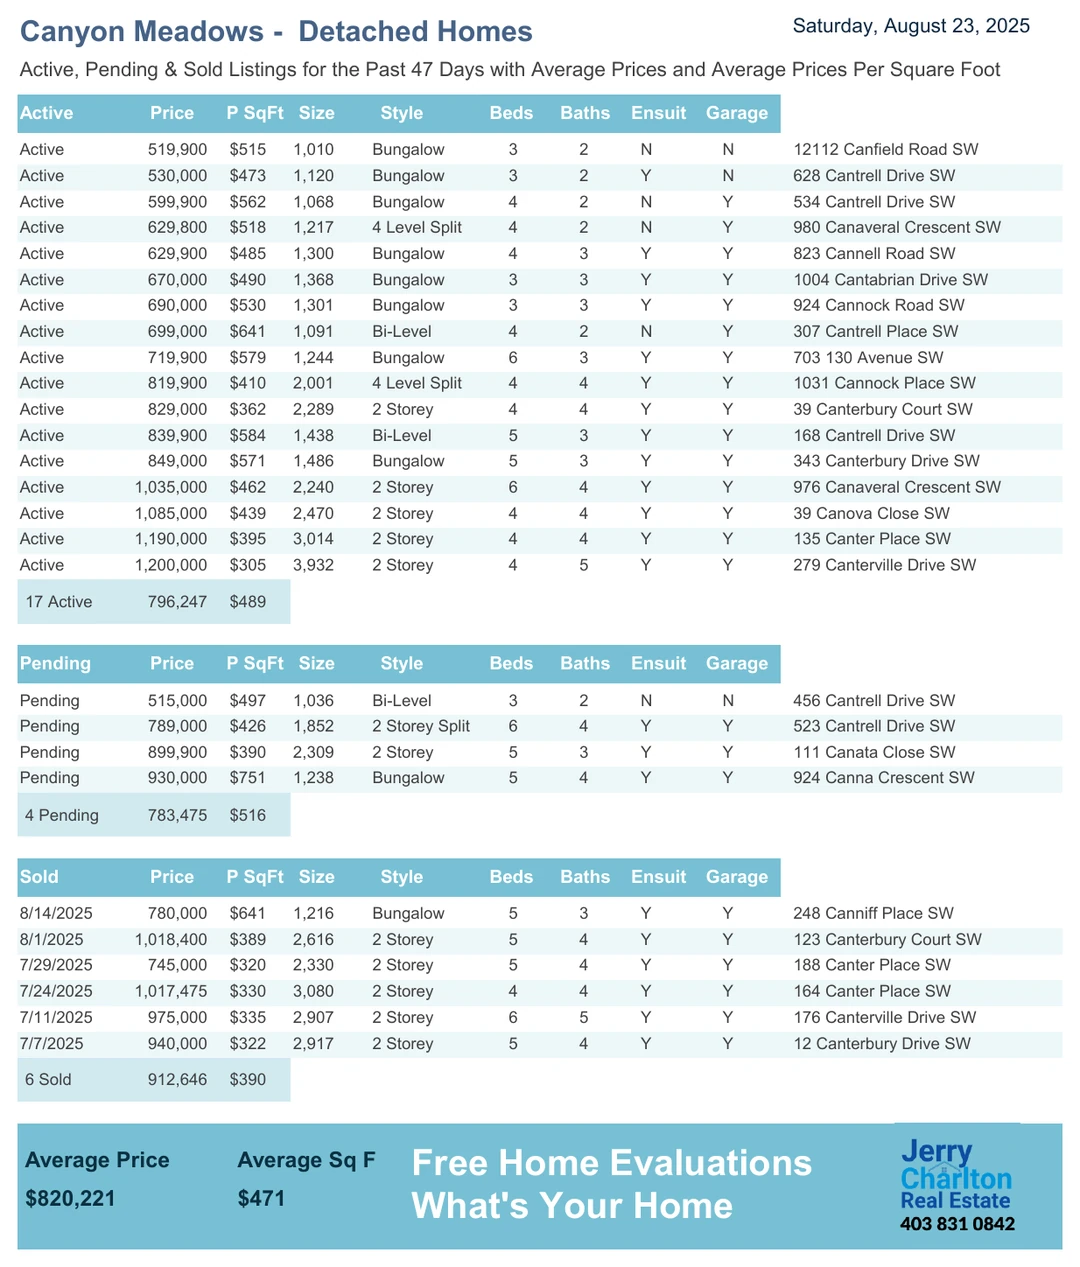 Canyon Meadows - Detached Homes
Saturday, August 23, 2025
Active, Pending & Sold Listings for the Past 47 Days with Average Prices and Average Prices Per Square Foot
Active Price P SqFt Size Style Beds Baths Ensuit Garage
Active 519,900 $515 1,010 Bungalow 3 2 N N 12112 Canfield Road SW
Active 530,000 $473 1,120 Bungalow 3 2 Y N 628 Cantrell Drive SW
Active 599,900 $562 1,068 Bungalow 4 2 N Y 534 Cantrell Drive SW
Active 629,800 $518 1,217 4 Level Split 4 2 N Y 980 Canaveral Crescent SW
Active 629,900 $485 1,300 Bungalow 4 3 Y Y 823 Cannell Road SW
Active 670,000 $490 1,368 Bungalow 3 3 Y Y 1004 Cantabrian Drive SW
Active 690,000 $530 1,301 Bungalow 3 3 Y Y 924 Cannock Road SW
Active 699,000 $641 1,091 Bi-Level 4 2 N Y 307 Cantrell Place SW
Active 719,900 $579 1,244 Bungalow 6 3 Y Y 703 130 Avenue SW
Active 819,900 $410 2,001 4 Level Split 4 4 Y Y 1031 Cannock Place SW
Active 829,000 $362 2,289 2 Storey 4 4 Y Y 39 Canterbury Court SW
Active 839,900 $584 1,438 Bi-Level 5 3 Y Y 168 Cantrell Drive SW
Active 849,000 $571 1,486 Bungalow 5 3 Y Y 343 Canterbury Drive SW
Active 1,035,000 $462 2,240 2 Storey 6 4 Y Y 976 Canaveral Crescent SW
Active 1,085,000 $439 2,470 2 Storey 4 4 Y Y 39 Canova Close SW
Active 1,190,000 $395 3,014 2 Storey 4 4 Y Y 135 Canter Place SW
Active 1,200,000 $305 3,932 2 Storey 4 5 Y Y 279 Canterville Drive SW
17 Active 796,247 $489
Pending Price P SqFt Size Style Beds Baths Ensuit Garage
Pending 515,000 $497 1,036 Bi-Level 3 2 N N 456 Cantrell Drive SW
Pending 789,000 $426 1,852 2 Storey Split 6 4 Y Y 523 Cantrell Drive SW
Pending 899,900 $390 2,309 2 Storey 5 3 Y Y 111 Canata Close SW
Pending 930,000 $751 1,238 Bungalow 5 4 Y Y 924 Canna Crescent SW
4 Pending 783,475 $516
Sold Price P SqFt Size Style Beds Baths Ensuit Garage
8/14/2025 780,000 $641 1,216 Bungalow 5 3 Y Y 248 Canniff Place SW
8/1/2025 1,018,400 $389 2,616 2 Storey 5 4 Y Y 123 Canterbury Court SW
7/29/2025 745,000 $320 2,330 2 Storey 5 4 Y Y 188 Canter Place SW
7/24/2025 1,017,475 $330 3,080 2 Storey 4 4 Y Y 164 Canter Place SW
7/11/2025 975,000 $335 2,907 2 Storey 6 5 Y Y 176 Canterville Drive SW
7/7/2025 940,000 $322 2,917 2 Storey 5 4 Y Y 12 Canterbury Drive SW
6 Sold 912,646 $390
Average Price Average Sq F
$820,221 $471
Free Home Evaluations
What's Your Home
Jerry
Charlton
Real Estate
403 831 0842